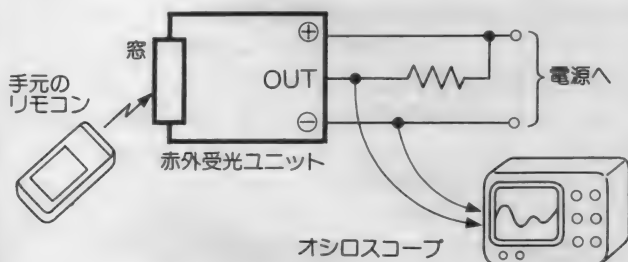 窓
手元の
リモコン
⊕
OUT
⊖
電源へ
赤外受光ユニット
オシロスコープ